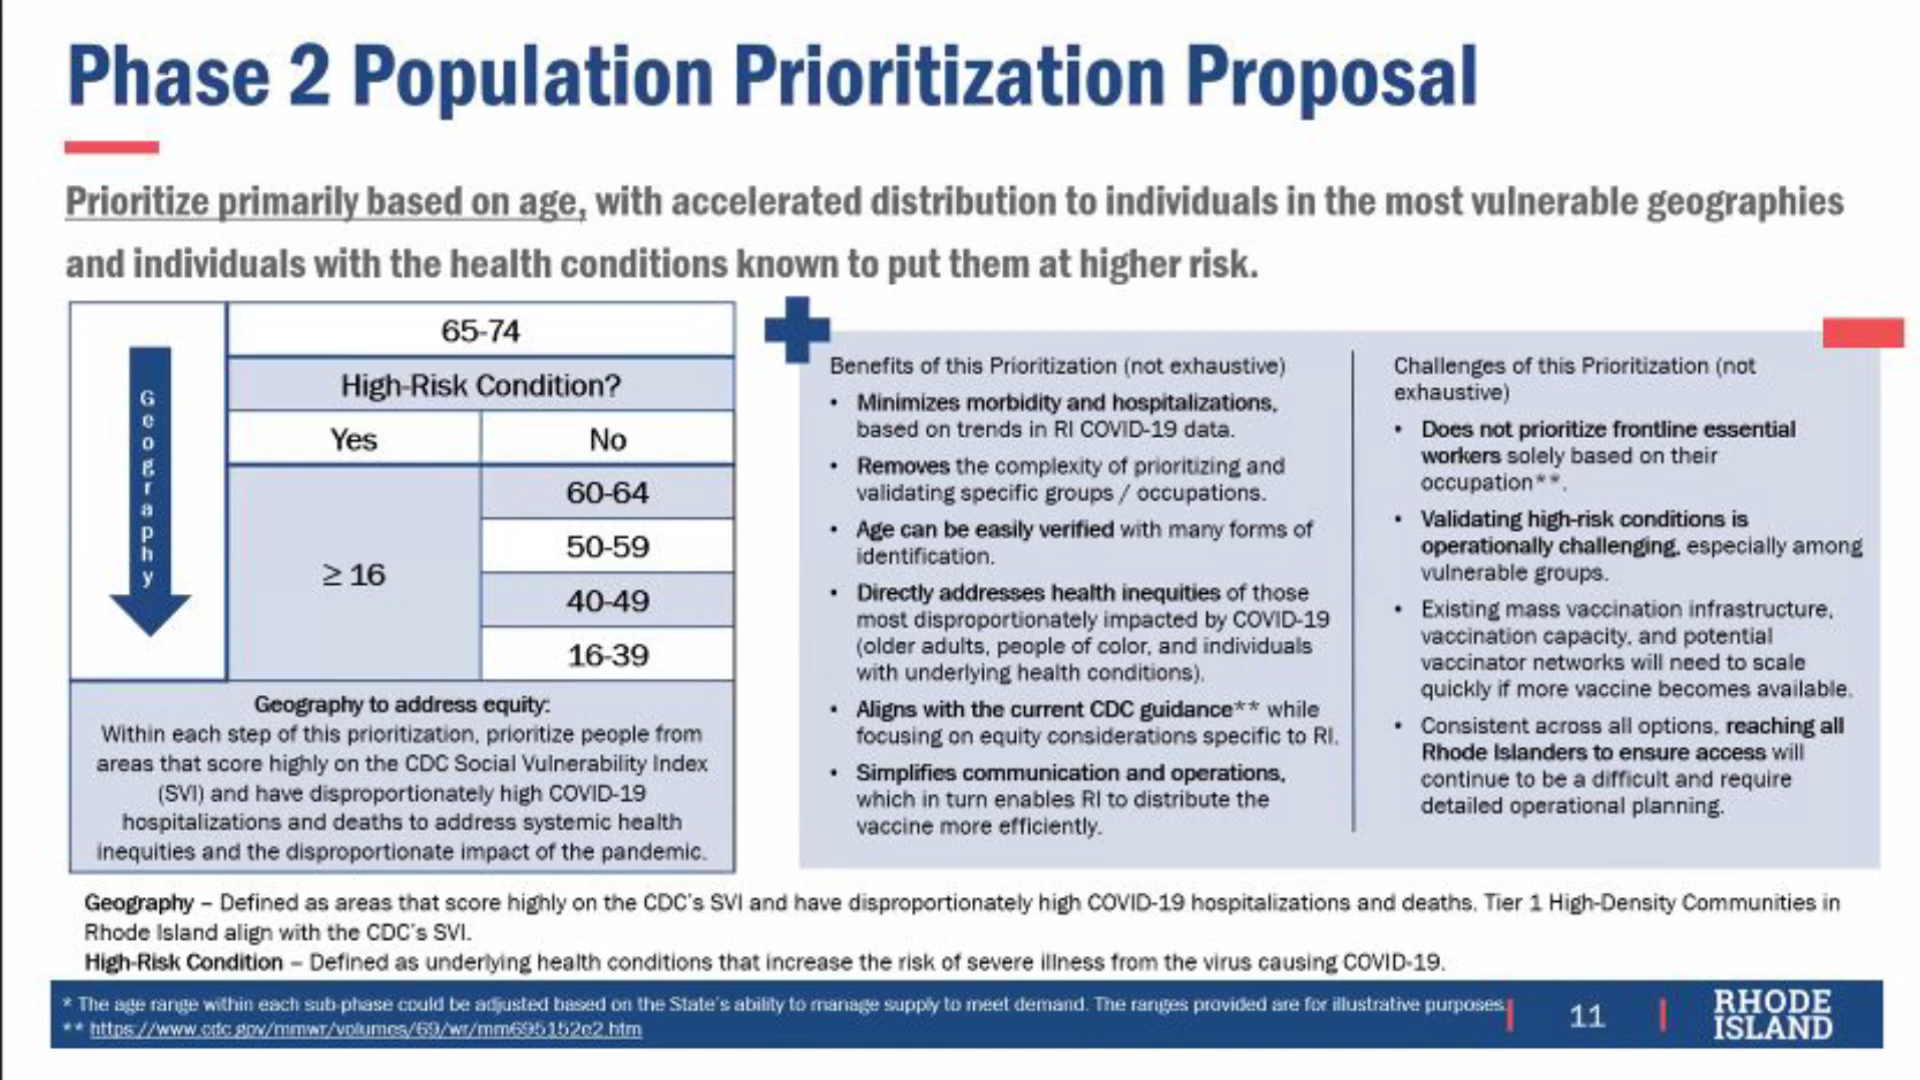 Phase 2 Population Prioritization Proposal
Prioritize primarily based on age, with accelerated distribution to individuals in the most vulnerable geographies
and individuals with the health conditions known to put them at higher risk.
Geography
65-74
High-Risk Condition?
Yes
No
≥ 16
60-64
50-59
40-49
16-39
Geography to address equity:
Within each step of this prioritization, prioritize people from
areas that score highly on the CDC Social Vulnerability Index
(SVI) and have disproportionately high COVID-19
hospitalizations and deaths to address systemic health
inequities and the disproportionate impact of the pandemic.
Benefits of this Prioritization (not exhaustive)
• Minimizes morbidity and hospitalizations,
based on trends in RI COVID-19 data.
• Removes the complexity of prioritizing and
validating specific groups / occupations.
• Age can be easily verified with many forms of
identification.
• Directly addresses health inequities of those
most disproportionately impacted by COVID-19
(older adults, people of color, and individuals
with underlying health conditions).
• Aligns with the current CDC guidance** while
focusing on equity considerations specific to RI.
• Simplifies communication and operations,
which in turn enables RI to distribute the
vaccine more efficiently.
Challenges of this Prioritization (not
exhaustive)
• Does not prioritize frontline essential
workers solely based on their
occupation**.
• Validating high-risk conditions is
operationally challenging, especially among
vulnerable groups.
• Existing mass vaccination infrastructure,
vaccination capacity, and potential
vaccinator networks will need to scale
quickly if more vaccine becomes available.
• Consistent across all options, reaching all
Rhode Islanders to ensure access will
continue to be a difficult and require
detailed operational planning.
Geography – Defined as areas that score highly on the CDC's SVI and have disproportionately high COVID-19 hospitalizations and deaths. Tier 1 High-Density Communities in
Rhode Island align with the CDC's SVI.
High-Risk Condition – Defined as underlying health conditions that increase the risk of severe illness from the virus causing COVID-19.
* The age range within each sub-phase could be adjusted based on the State's ability to manage supply to meet demand. The ranges provided are for illustrative purposes.
** https://www.cdc.gov/mmwr/volumes/69/wr/mm695152e2.htm
11
RHODE
ISLAND